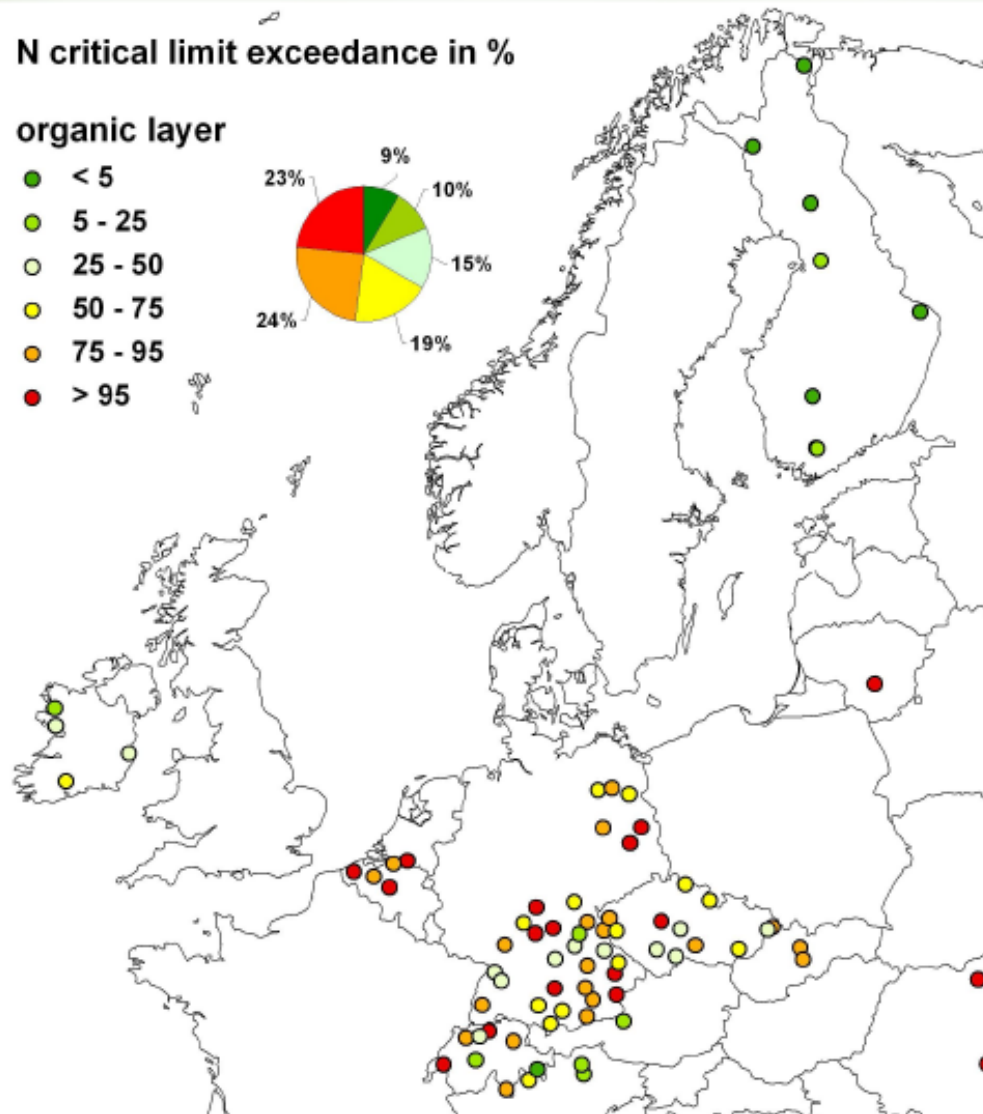 N critical limit exceedance in %
organic layer
< 5
5 - 25
25 - 50
50 - 75
75 - 95
> 95
9%
10%
15%
19%
24%
23%